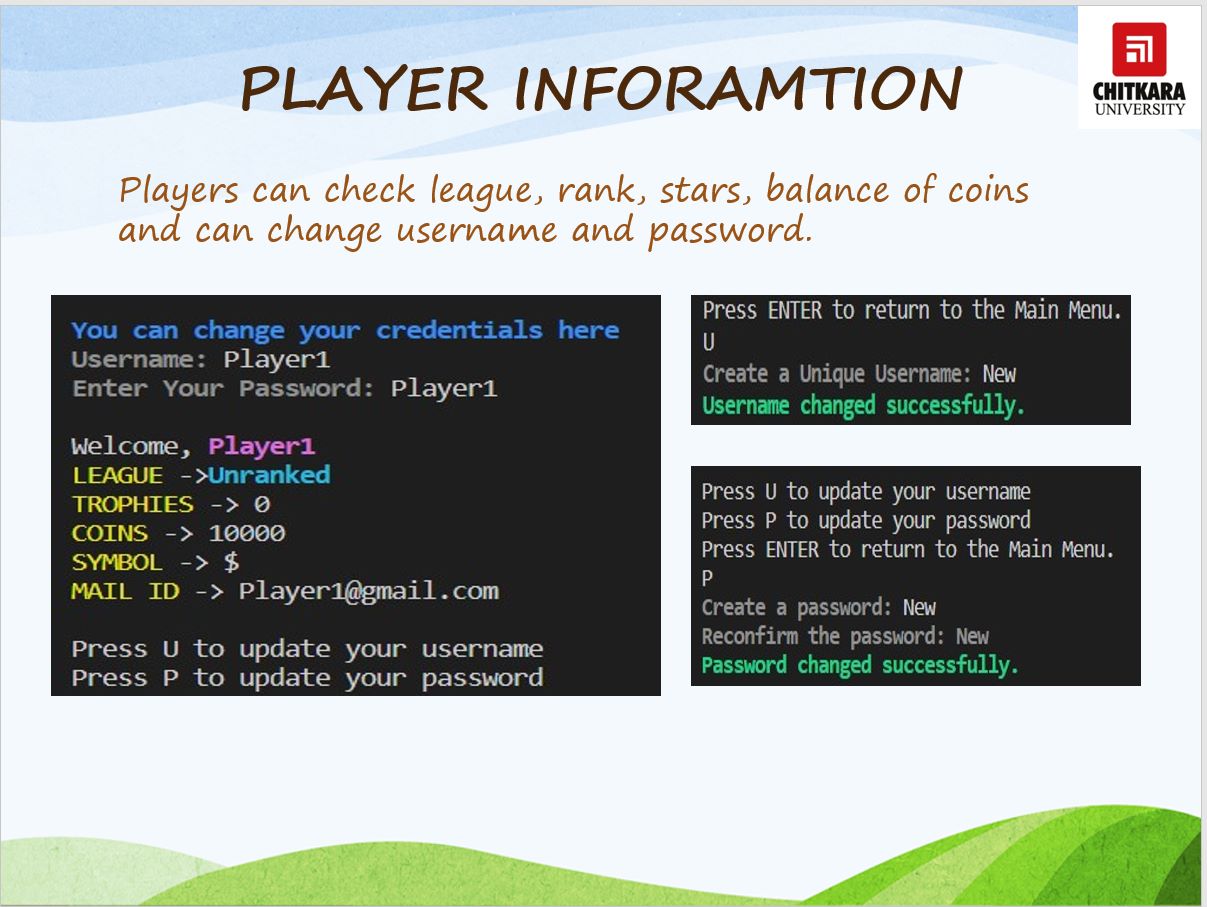 PLAYER INFORAMTION
CHITKARA
UNIVERSITY
Players can check league, rank, stars, balance of coins
and can change username and password.
You can change your credentials here
Username: Player1
Enter Your Password: Player1
Welcome, Player1
LEAGUE ->Unranked
TROPHIES -> 0
COINS -> 10000
SYMBOL -> $
MAIL ID -> Player1@gmail.com
Press U to update your username
Press P to update your password
Press ENTER to return to the Main Menu.
U
Create a Unique Username: New
Username changed successfully.
Press U to update your username
Press P to update your password
Press ENTER to return to the Main Menu.
P
Create a password: New
Reconfirm the password: New
Password changed successfully.